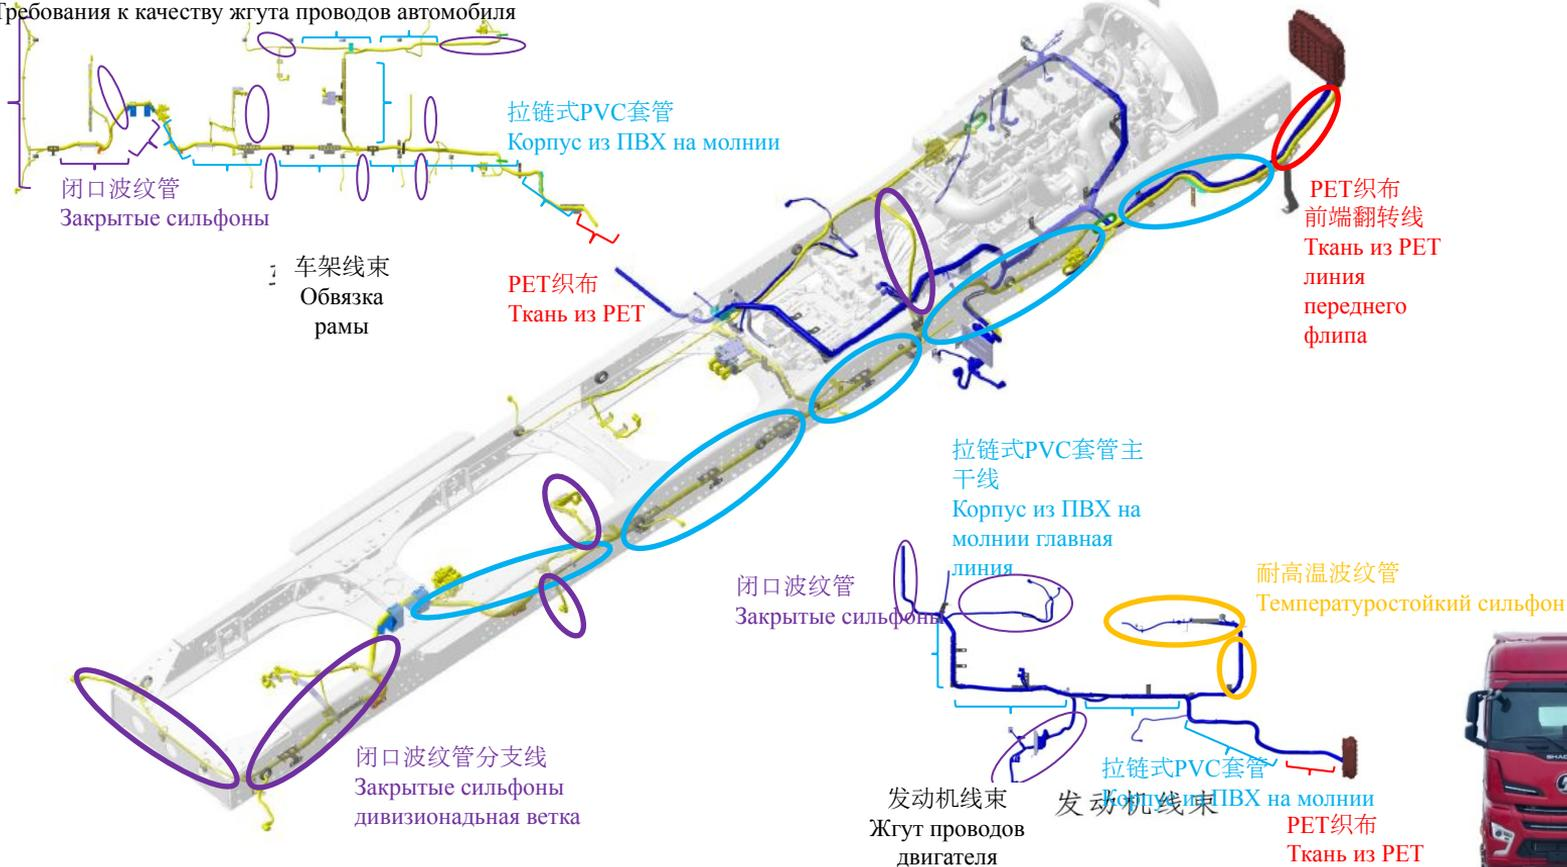 Требования к качеству жгута проводов автомобиля
拉链式PVC套管
Корпус из ПВХ на молнии
闭口波纹管
Закрытые сильфоны
车架线束
Обвязка
рамы
PET织布
Ткань из PET
PET织布
前端翻转线
Ткань из PET
линия
переднего
флипа
拉链式PVC套管主
干线
Корпус из ПВХ на
молнии главная
линия
闭口波纹管
Закрытые сильфоны
耐高温波纹管
Температуростойкий сильфон
闭口波纹管分支线
Закрытые сильфоны
дивизионадьная ветка
拉链式PVC套管
Корпус из ПВХ на молнии
发动机线束
发动机线束
Жгут проводов
двигателя
PET织布
Ткань из PET